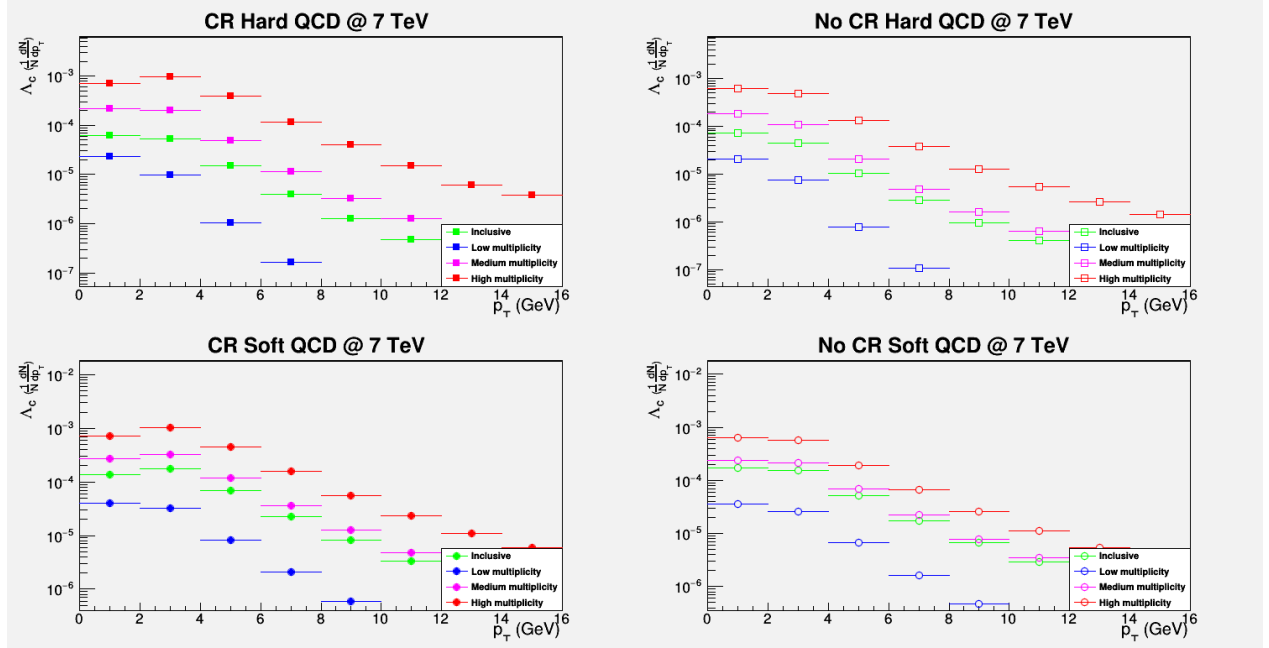 CR Hard QCD @ 7 TeV
Λc (1/N dN/dpT)
10⁻³
10⁻⁴
10⁻⁵
10⁻⁶
10⁻⁷
0 2 4 6 8 10 12 14 16
pT (GeV)
Inclusive
Low multiplicity
Medium multiplicity
High multiplicity
No CR Hard QCD @ 7 TeV
Λc (1/N dN/dpT)
10⁻³
10⁻⁴
10⁻⁵
10⁻⁶
10⁻⁷
0 2 4 6 8 10 12 14 16
pT (GeV)
Inclusive
Low multiplicity
Medium multiplicity
High multiplicity
CR Soft QCD @ 7 TeV
Λc (1/N dN/dpT)
10⁻²
10⁻³
10⁻⁴
10⁻⁵
10⁻⁶
0 2 4 6 8 10 12 14 16
pT (GeV)
Inclusive
Low multiplicity
Medium multiplicity
High multiplicity
No CR Soft QCD @ 7 TeV
Λc (1/N dN/dpT)
10⁻²
10⁻³
10⁻⁴
10⁻⁵
10⁻⁶
0 2 4 6 8 10 12 14 16
pT (GeV)
Inclusive
Low multiplicity
Medium multiplicity
High multiplicity